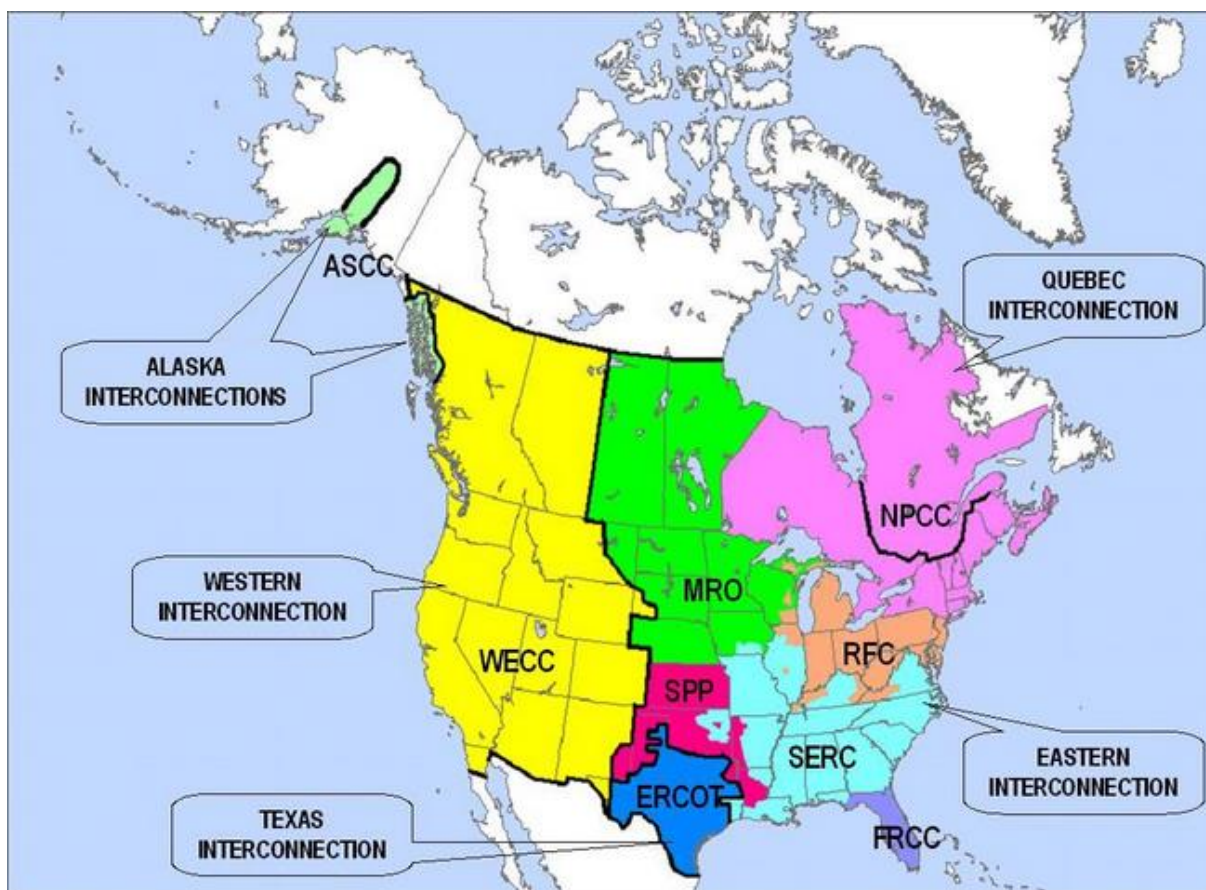 QUEBEC
INTERCONNECTION
ASCC
ALASKA
INTERCONNECTIONS
NPCC
WESTERN
INTERCONNECTION
MRO
WECC
RFC
SPP
SERC
EASTERN
INTERCONNECTION
ERCOT
TEXAS
INTERCONNECTION
FRCC